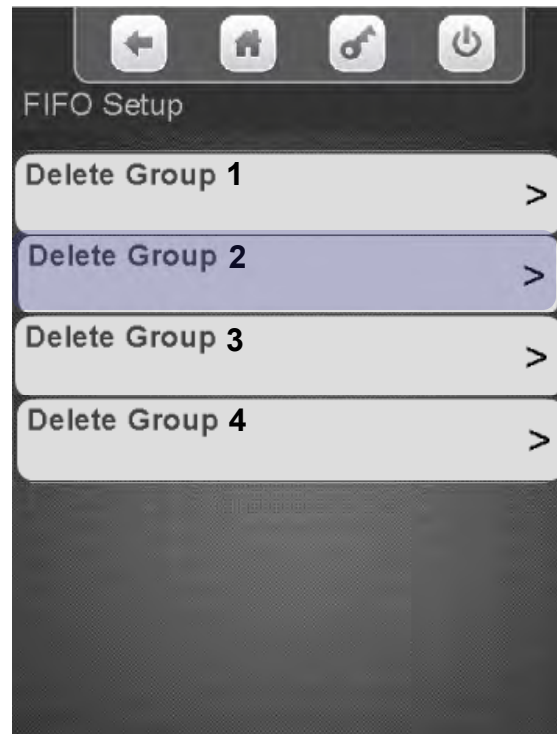 FIFO Setup
Delete Group 1
>
Delete Group 2
>
Delete Group 3
>
Delete Group 4
>